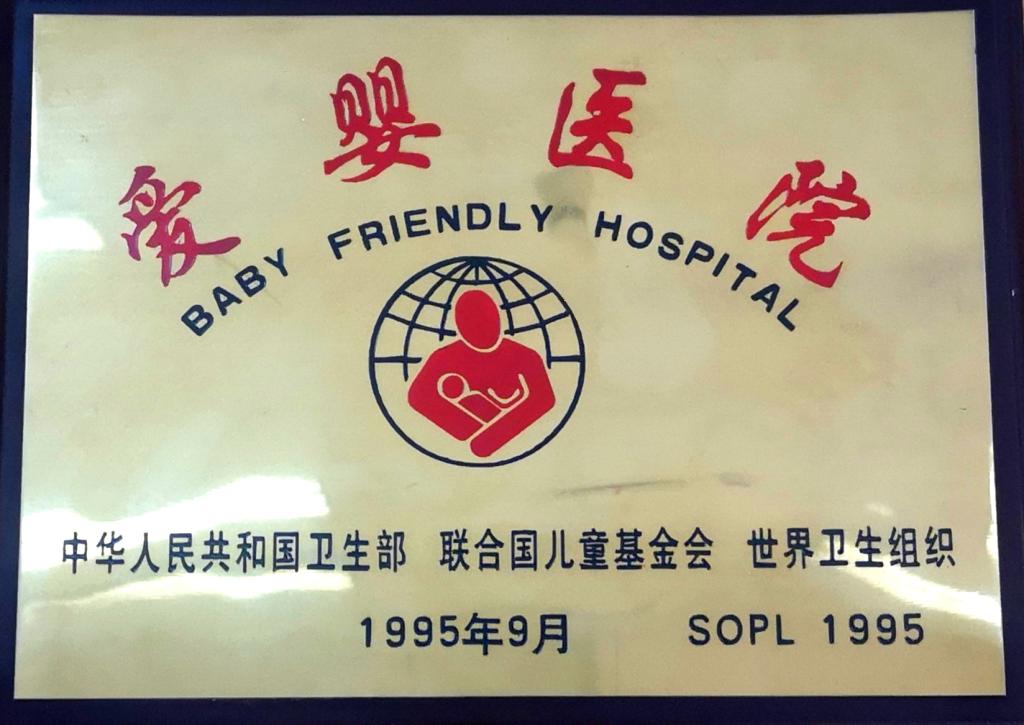 爱婴医院
BABY FRIENDLY HOSPITAL
中华人民共和国卫生部 联合国儿童基金会 世界卫生组织
1995年9月 SOPL 1995